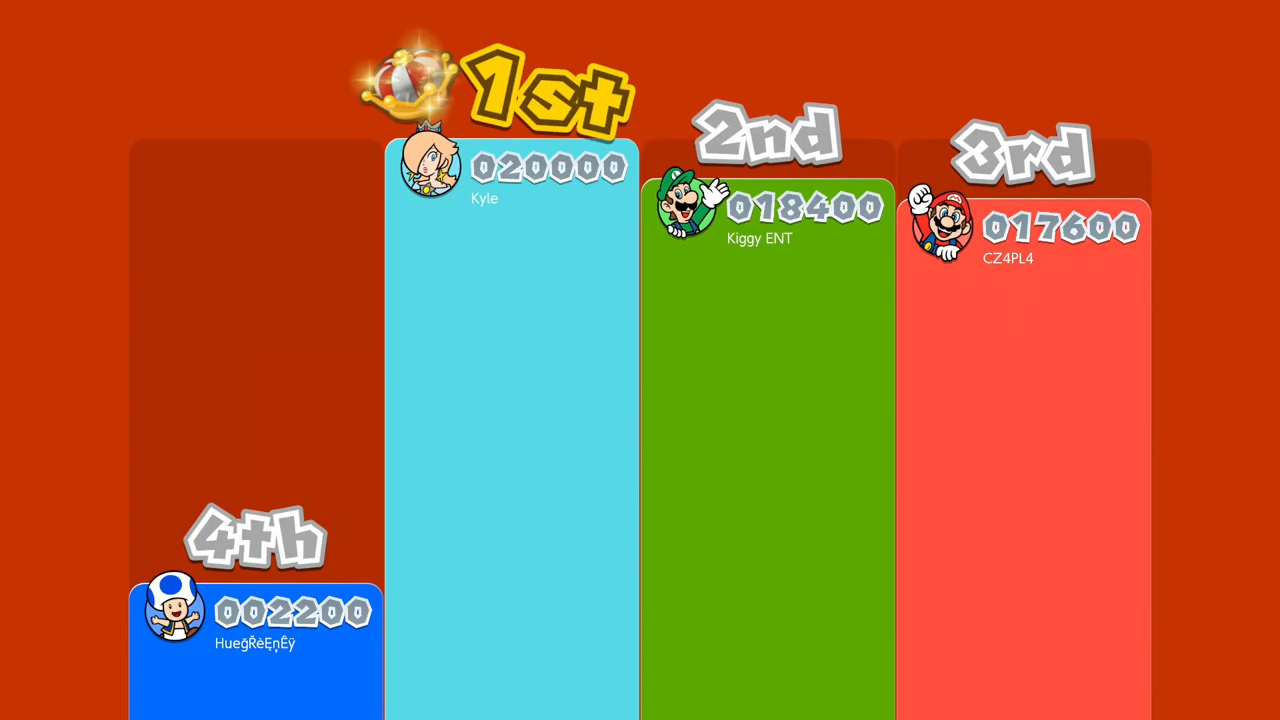 1st
020000
Kyle
2nd
018400
Kiggy ENT
3rd
017600
CZ4PL4
4th
002200
HueğŘèĘņÊÿ